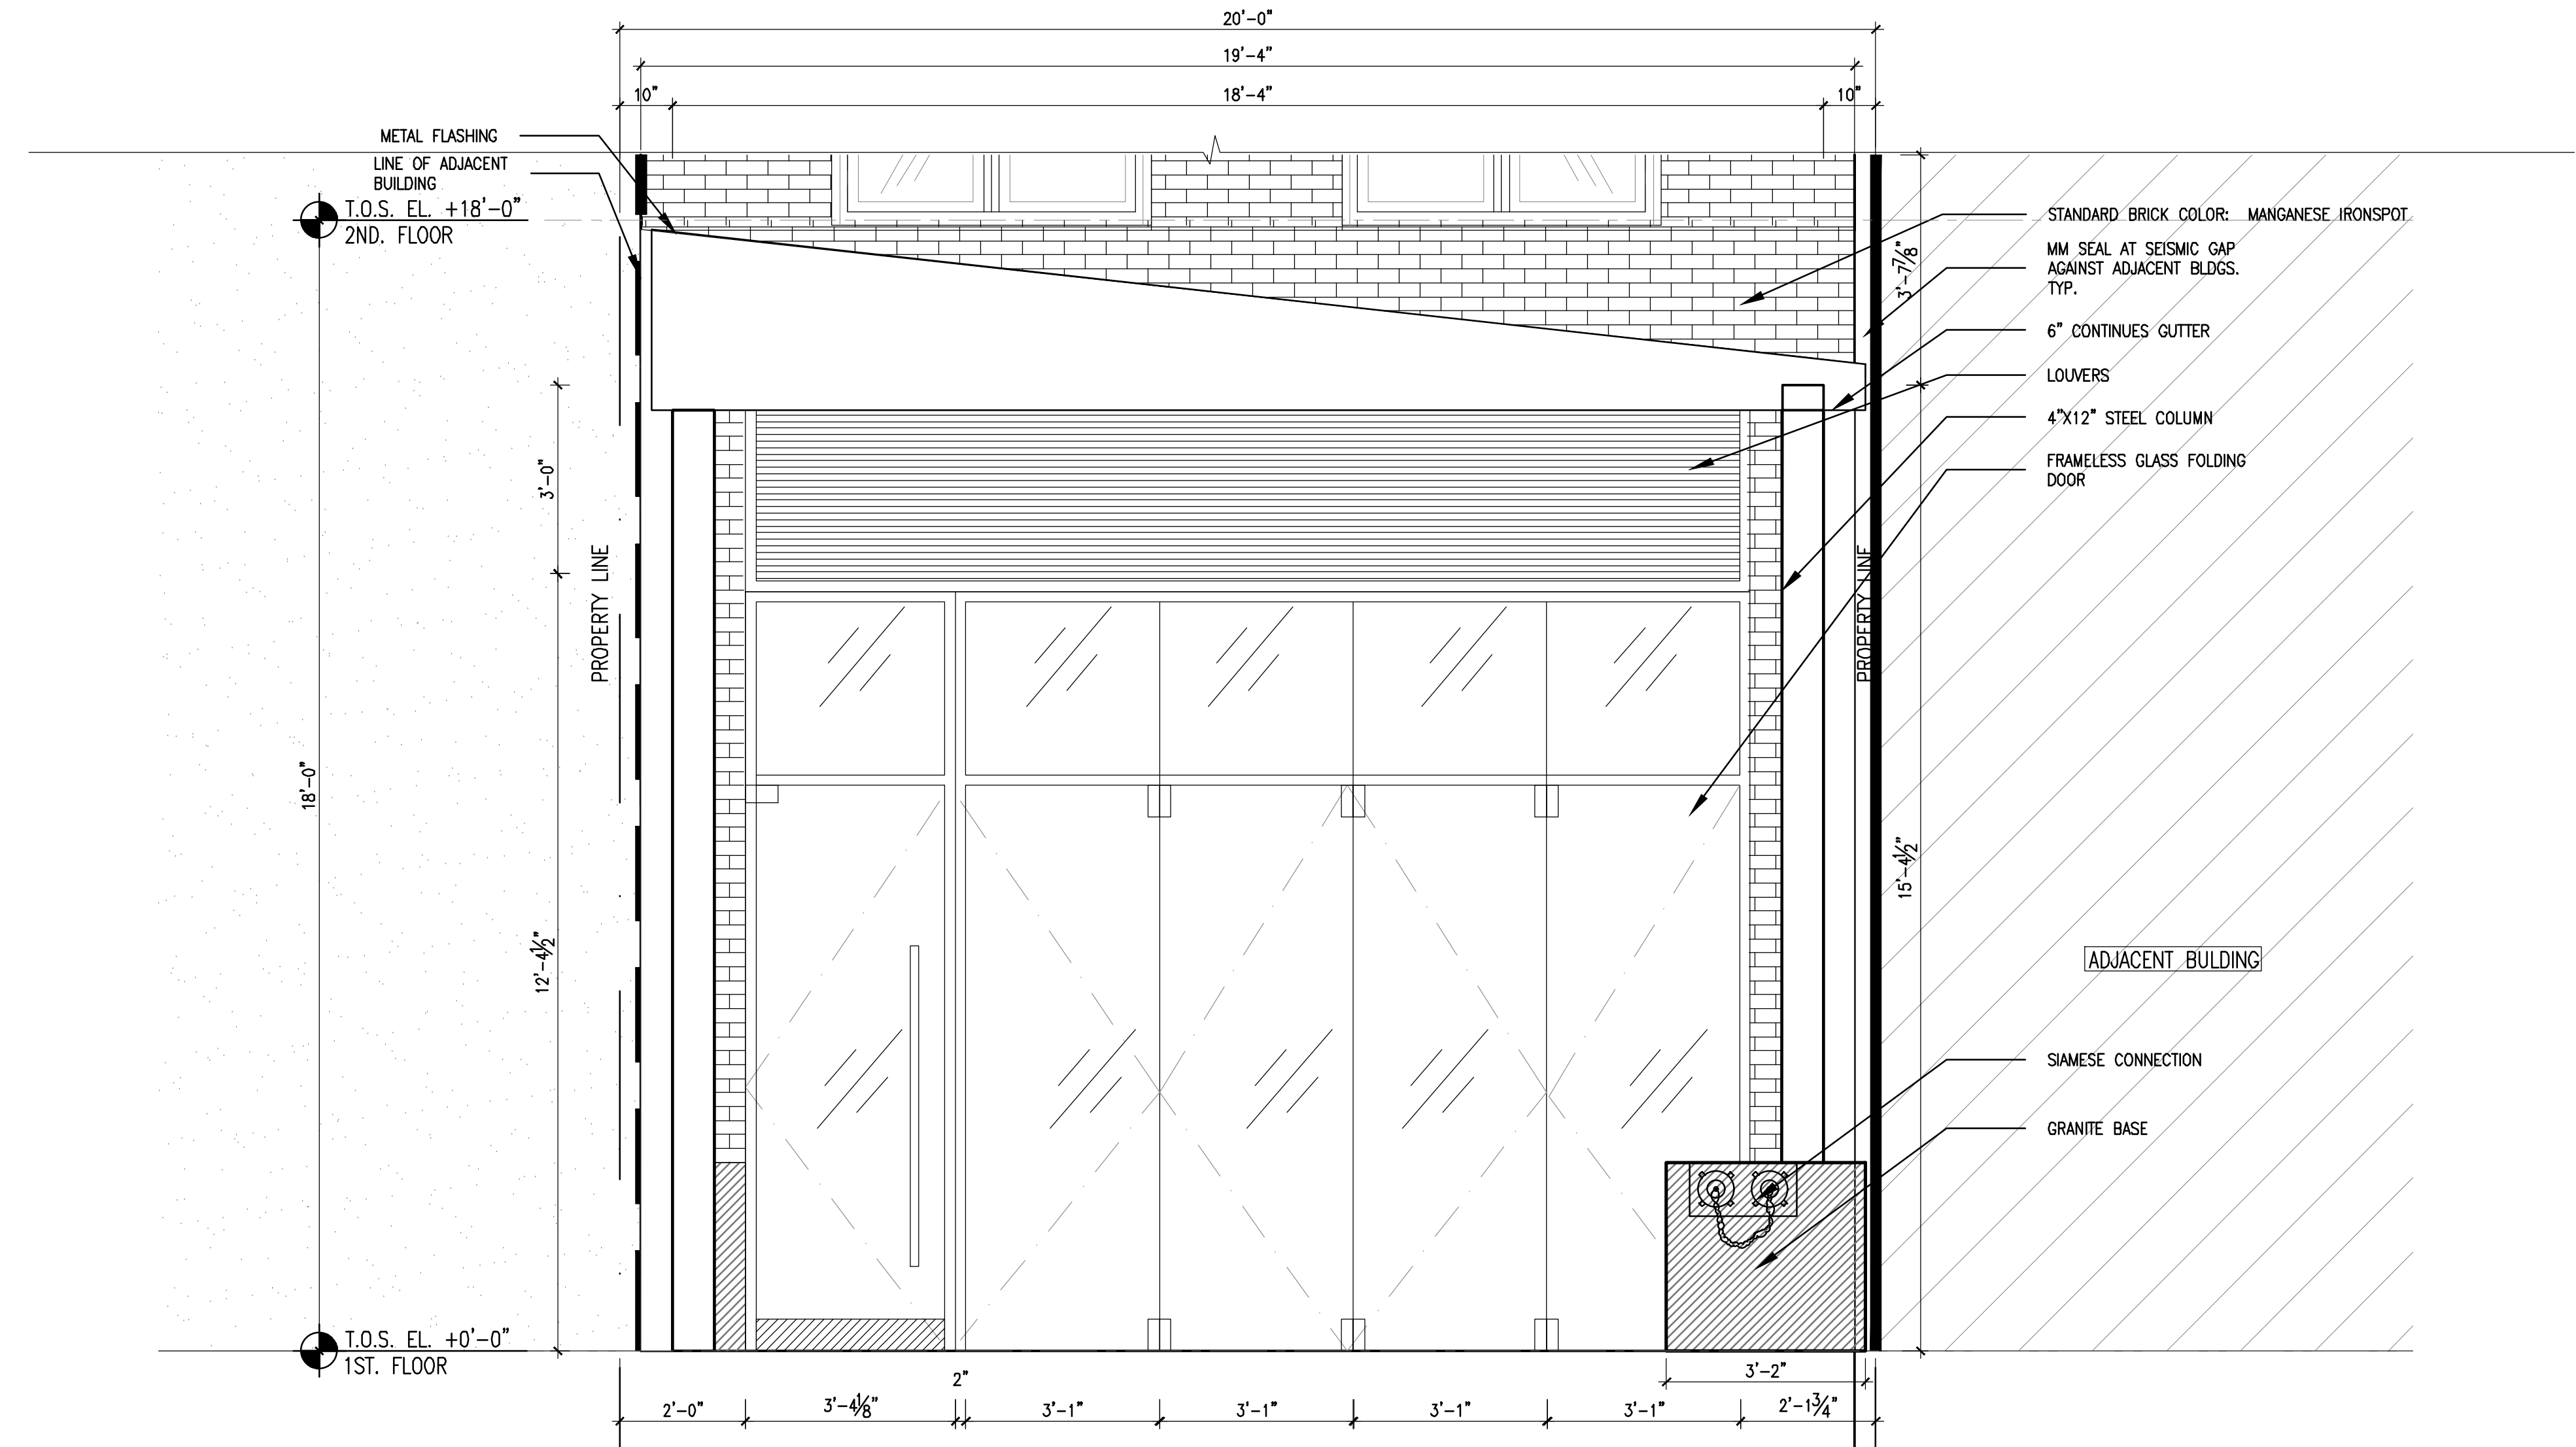 20'-0"
19'-4"
10" 18'-4" 10"
METAL FLASHING
LINE OF ADJACENT
BUILDING
T.O.S. EL. +18'-0"
2ND. FLOOR
STANDARD BRICK COLOR: MANGANESE IRONSPOT
MM SEAL AT SEISMIC GAP
AGAINST ADJACENT BLDGS.
TYP.
3'-7⅞"
6" CONTINUES GUTTER
LOUVERS
4"X12" STEEL COLUMN
FRAMELESS GLASS FOLDING
DOOR
3'-0"
PROPERTY LINE
PROPERTY LINE
18'-0"
15'-4½"
12'-4½"
ADJACENT BULDING
SIAMESE CONNECTION
GRANITE BASE
T.O.S. EL. +0'-0"
1ST. FLOOR
3'-2"
2"
2'-0" 3'-4⅛" 3'-1" 3'-1" 3'-1" 3'-1" 2'-1¾"